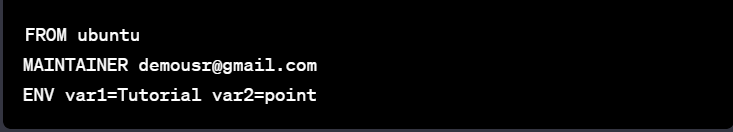 FROM ubuntu
MAINTAINER demousr@gmail.com
ENV var1=Tutorial var2=point